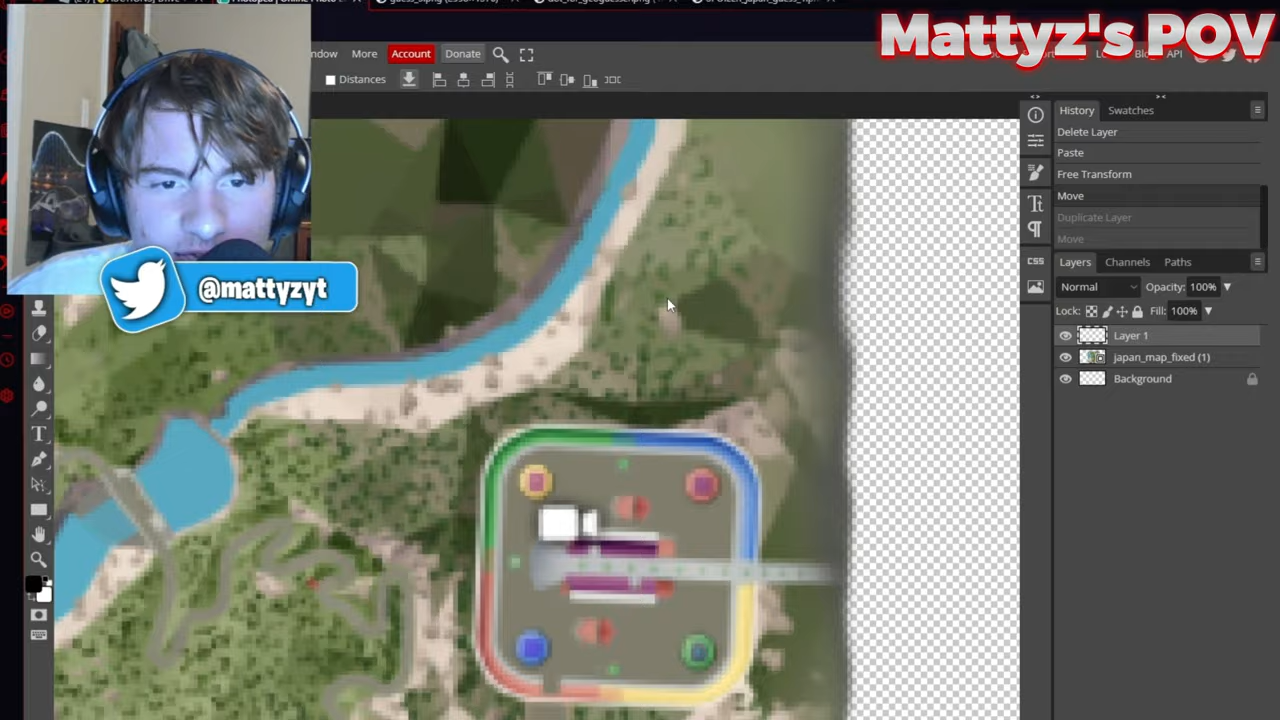 Mattyz's POV
@mattyzyt
ndow
More
Account
Donate
API
Distances
History
Swatches
Delete Layer
Paste
Free Transform
Move
Duplicate Layer
Move
CSS
Layers
Channels
Paths
Normal
Opacity: 100%
Lock:
Fill: 100%
Layer 1
japan_map_fixed (1)
Background